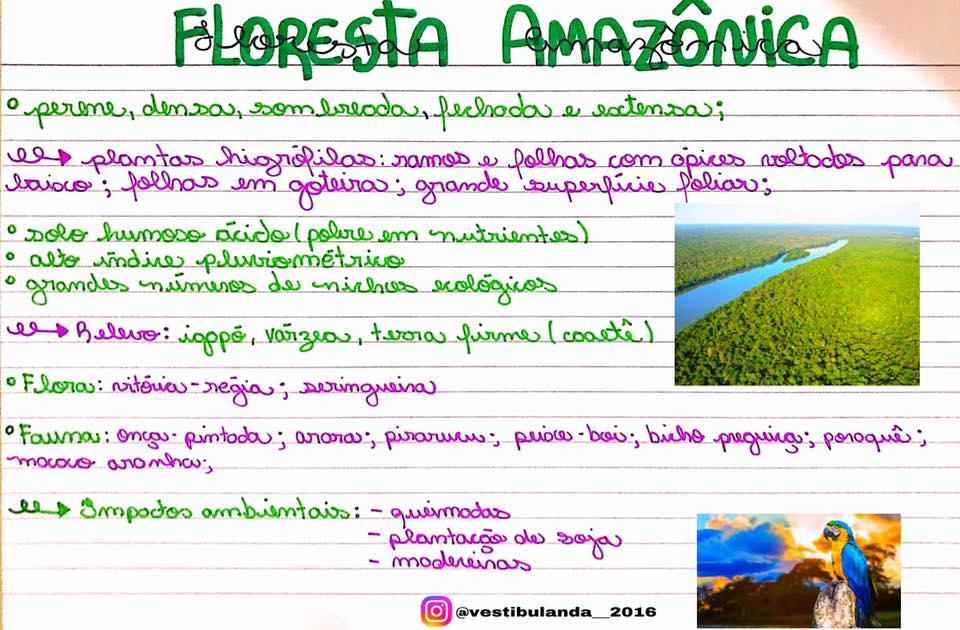 FLORESTA AMAZÔNICA
Floresta Amazônica
° perene, densa, sombreada, fechada e extensa;
plantas higrófilas: ramos e folhas com ápices voltados para
baixo; folhas em goteira; grande superfície foliar;
° solo humoso ácido (pobre em nutrientes)
° alto índice pluviométrico
° grandes números de nichos ecológicos
Relevo: igapó, várzea, terra firme (caaetê)
° Flora: vitória-régia; seringueira
° Fauna: onça-pintada; arara; pirarucu; peixe-boi; bicho preguiça; poraquê;
macaco aranha;
Impactos ambientais: - queimadas
- plantação de soja
- madeireiras
@vestibulanda__2016